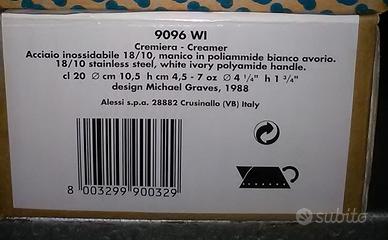 9096 WI
Cremiera - Creamer
Acciaio inossidabile 18/10, manico in poliammide bianco avorio.
18/10 stainless steel, white ivory polyamide handle.
cl 20 Ø cm 10,5 h cm 4,5 - 7 oz Ø 4 1/4" h 1 3/4"
design Michael Graves, 1988
Alessi s.p.a. 28882 Crusinallo (VB) Italy
8 003299 900329
subito